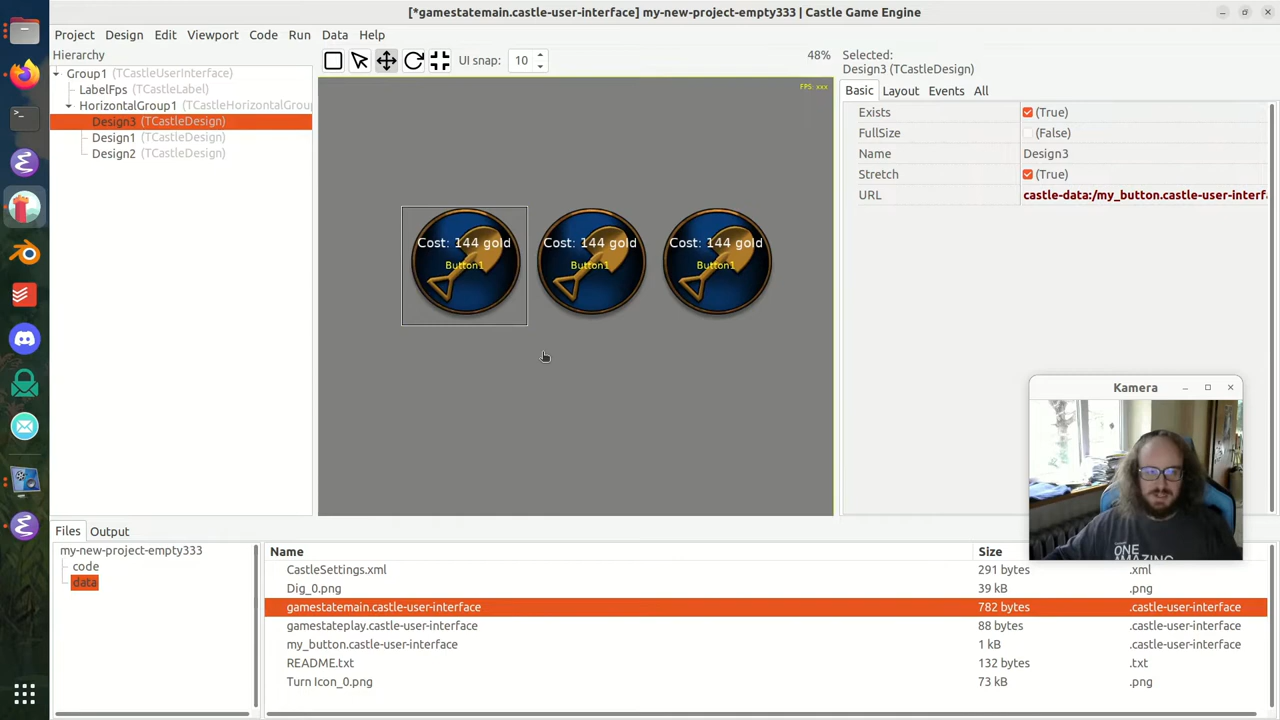 [*gamestatemain.castle-user-interface] my-new-project-empty333 | Castle Game Engine
Project Design Edit Viewport Code Run Data Help
Hierarchy
Group1 (TCastleUserInterface)
LabelFps (TCastleLabel)
HorizontalGroup1 (TCastleHorizontalGrou
Design3 (TCastleDesign)
Design1 (TCastleDesign)
Design2 (TCastleDesign)
UI snap: 10
48%
FPS: xxx
Cost: 144 gold
Button1
Cost: 144 gold
Button1
Cost: 144 gold
Button1
Selected:
Design3 (TCastleDesign)
Basic Layout Events All
Exists (True)
FullSize (False)
Name Design3
Stretch (True)
URL castle-data:/my_button.castle-user-interfa
Kamera
ONE
AMAZING
Files Output
my-new-project-empty333
code
data
Name Size
CastleSettings.xml 291 bytes .xml
Dig_0.png 39 kB .png
gamestatemain.castle-user-interface 782 bytes .castle-user-interface
gamestateplay.castle-user-interface 88 bytes .castle-user-interface
my_button.castle-user-interface 1 kB .castle-user-interface
README.txt 132 bytes .txt
Turn Icon_0.png 73 kB .png